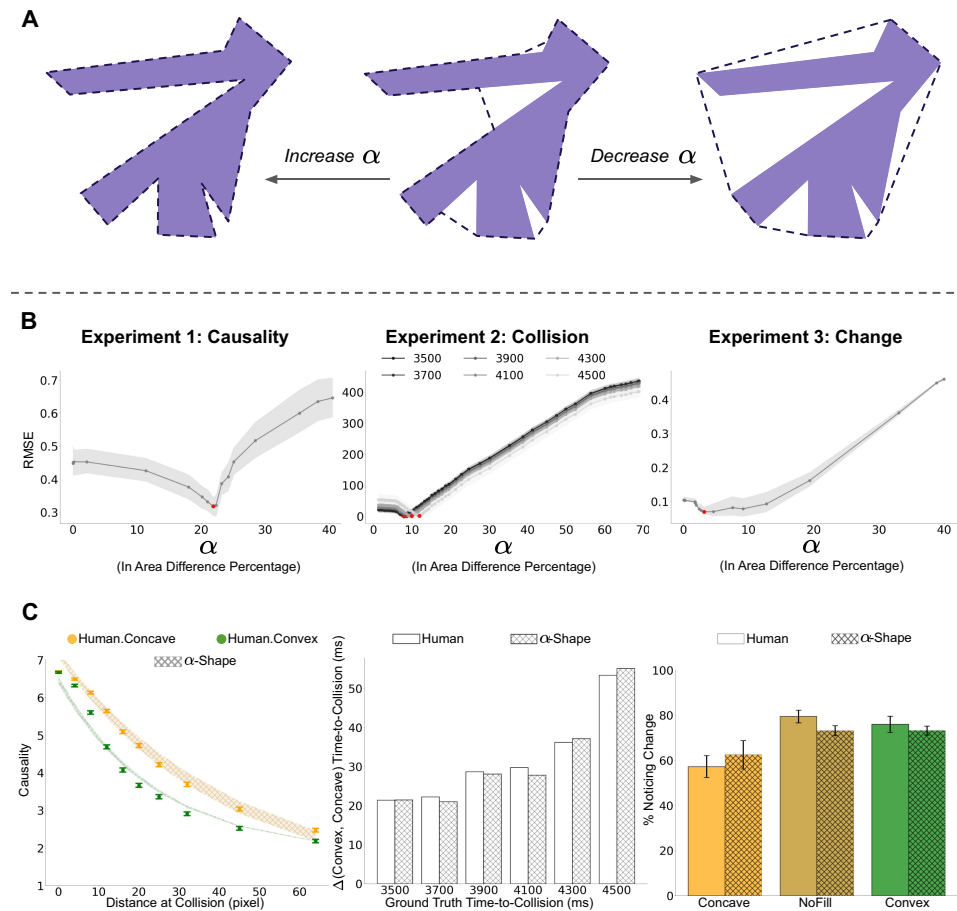 A
Increase α
Decrease α
B
Experiment 1: Causality
Experiment 2: Collision
Experiment 3: Change
3500 3900 4300
3700 4100 4500
RMSE
0.7
0.6
0.5
0.4
0.3
0 10 20 30 40
α
(In Area Difference Percentage)
400
300
200
100
0
0 10 20 30 40 50 60 70
α
(In Area Difference Percentage)
0.4
0.3
0.2
0.1
0 10 20 30 40
α
(In Area Difference Percentage)
C
Human.Concave Human.Convex
α-Shape
Causality
7
6
5
4
3
2
1
0 10 20 30 40 50 60
Distance at Collision (pixel)
Human α-Shape
Δ (Convex, Concave) Time-to-Collision (ms)
50
40
30
20
10
0
3500 3700 3900 4100 4300 4500
Ground Truth Time-to-Collision (ms)
Human α-Shape
% Noticing Change
100
80
60
40
20
0
Concave NoFill Convex